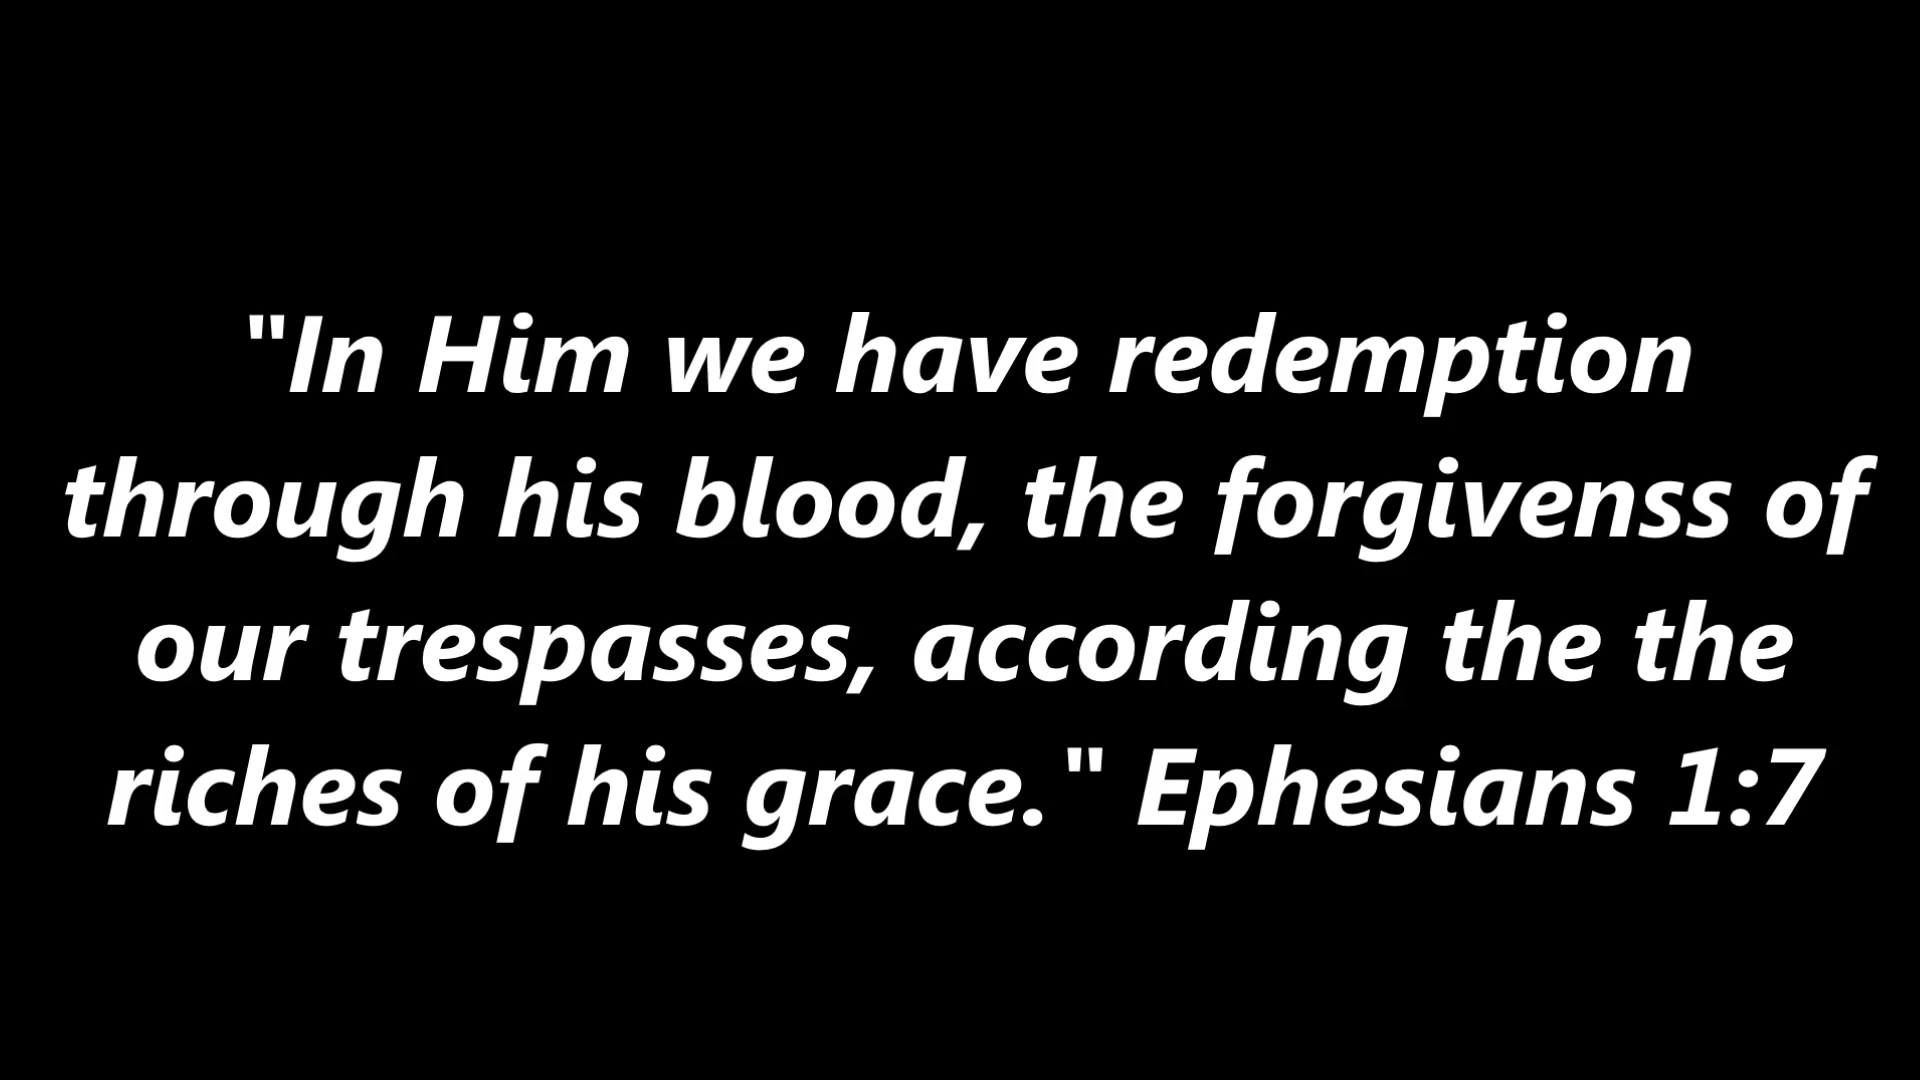 "In Him we have redemption
through his blood, the forgivenss of
our trespasses, according the the
riches of his grace." Ephesians 1:7